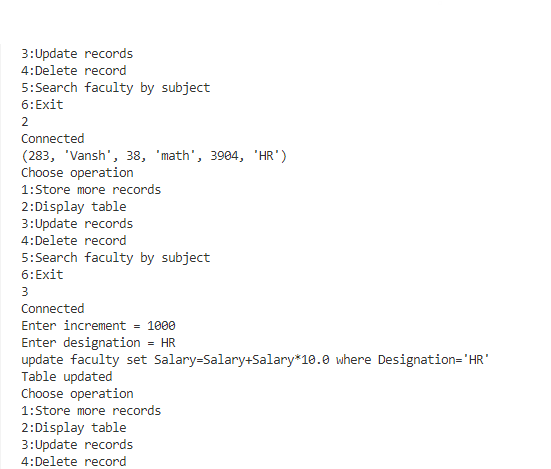 3:Update records
4:Delete record
5:Search faculty by subject
6:Exit
2
Connected
(283, 'Vansh', 38, 'math', 3904, 'HR')
Choose operation
1:Store more records
2:Display table
3:Update records
4:Delete record
5:Search faculty by subject
6:Exit
3
Connected
Enter increment = 1000
Enter designation = HR
update faculty set Salary=Salary+Salary*10.0 where Designation='HR'
Table updated
Choose operation
1:Store more records
2:Display table
3:Update records
4:Delete record